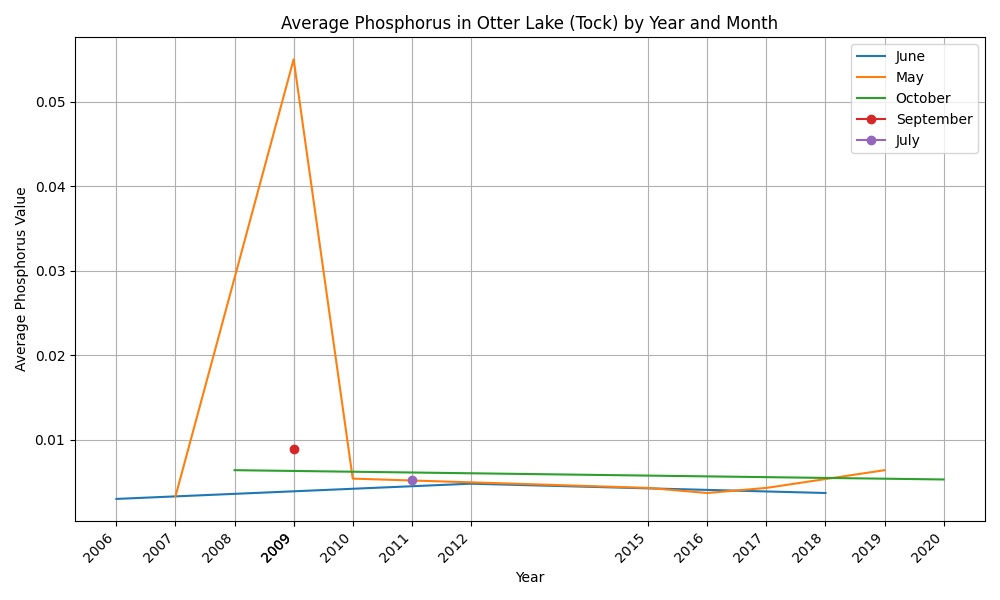 Average Phosphorus in Otter Lake (Tock) by Year and Month
June
May
October
September
July
0.05
0.04
0.03
0.02
0.01
Average Phosphorus Value
2006
2007
2008
2009
2009
2010
2011
2012
2015
2016
2017
2018
2019
2020
Year